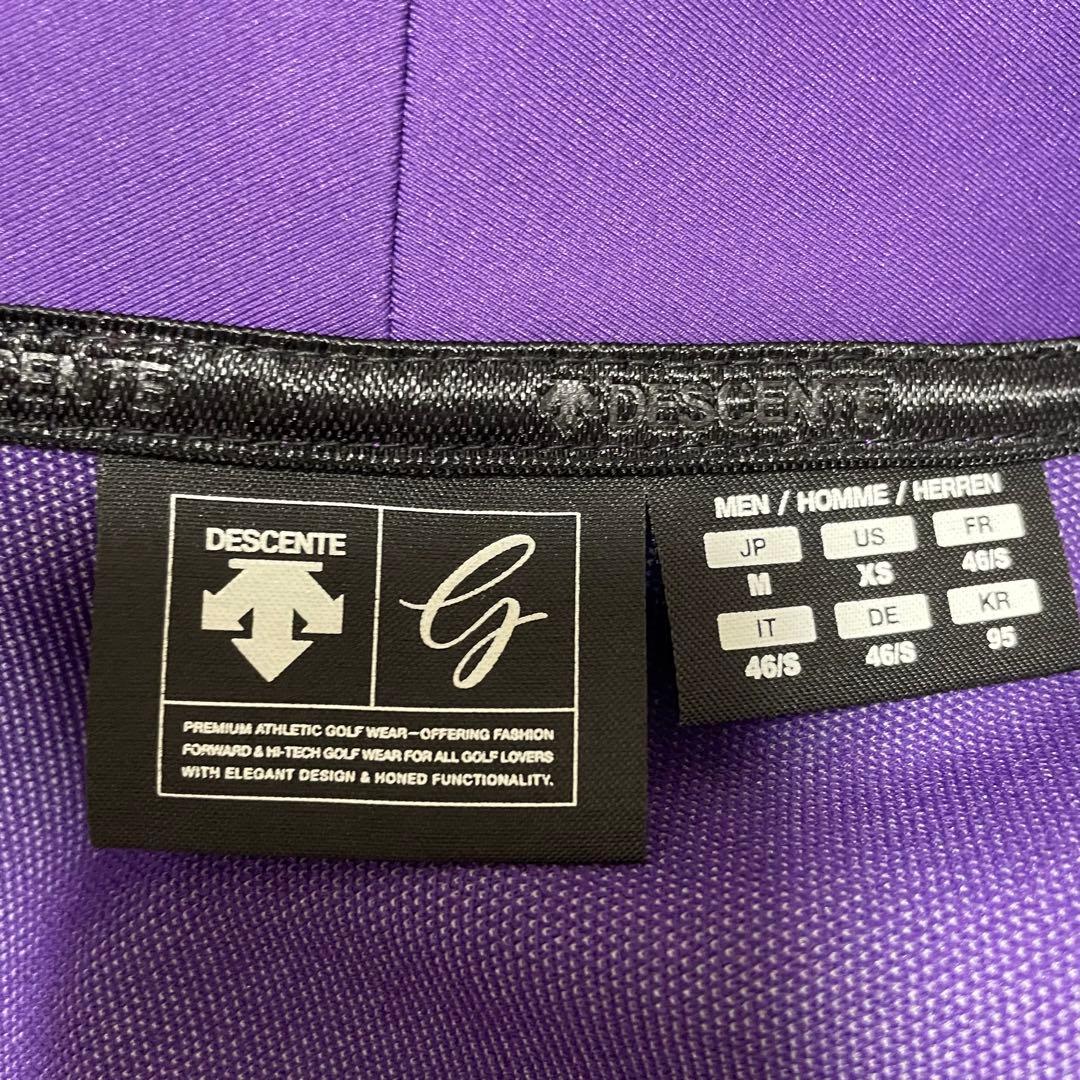 DESCENTE
DESCENTE
DESCENTE
G
PREMIUM ATHLETIC GOLF WEAR—OFFERING FASHION
FORWARD & HI-TECH GOLF WEAR FOR ALL GOLF LOVERS
WITH ELEGANT DESIGN & HONED FUNCTIONALITY.
MEN / HOMME / HERREN
JP US FR
M XS 46/S
IT DE KR
46/S 46/S 95